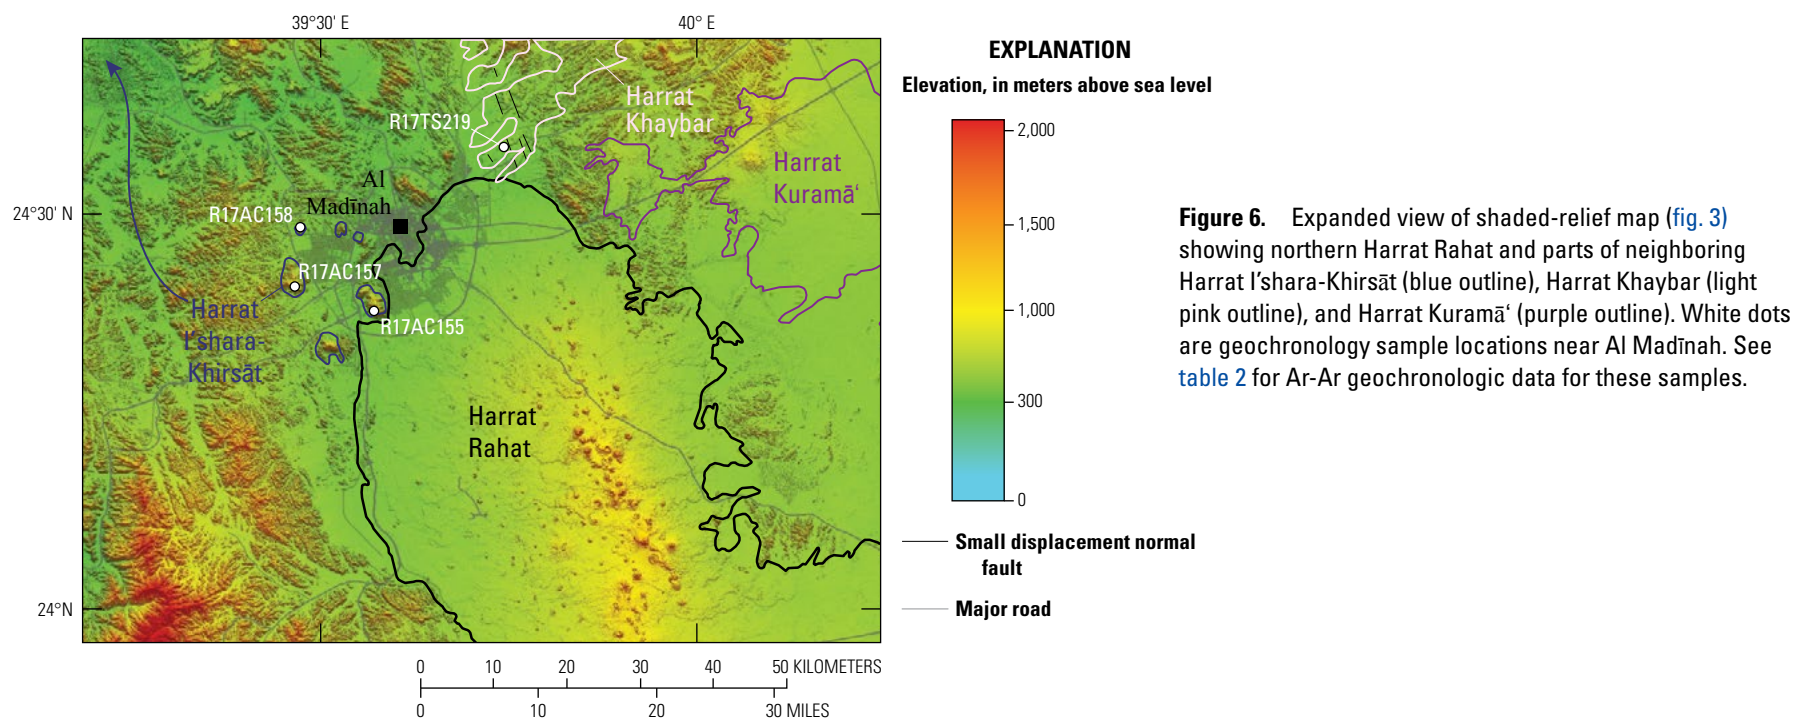 39°30' E
40° E
24°30' N
24°N
Harrat
Khaybar
R17TS219
Harrat
Kuramā‘
Al
Madīnah
R17AC158
R17AC157
Harrat
I’shara-
Khirsāt
R17AC155
Harrat
Rahat
0 10 20 30 40 50 KILOMETERS
0 10 20 30 MILES
EXPLANATION
Elevation, in meters above sea level
2,000
1,500
1,000
300
0
Small displacement normal
fault
Major road
Figure 6. Expanded view of shaded-relief map (fig. 3)
showing northern Harrat Rahat and parts of neighboring
Harrat I’shara-Khirsāt (blue outline), Harrat Khaybar (light
pink outline), and Harrat Kuramā‘ (purple outline). White dots
are geochronology sample locations near Al Madīnah. See
table 2 for Ar-Ar geochronologic data for these samples.